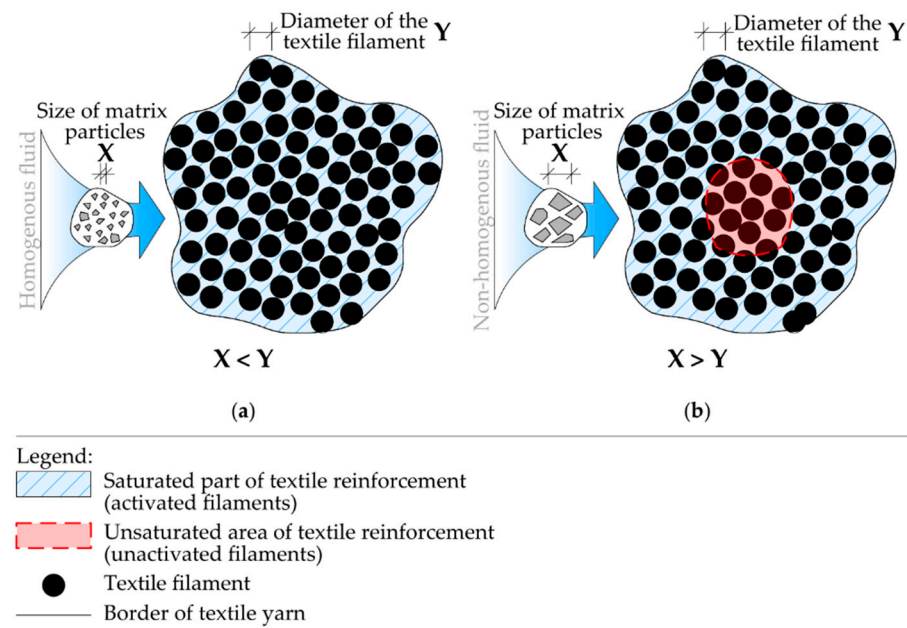 Diameter of the
textile filament Y
Size of matrix
particles
X
Homogenous fluid
X < Y
(a)
Diameter of the
textile filament Y
Size of matrix
particles
X
Non-homogenous fluid
X > Y
(b)
Legend:
Saturated part of textile reinforcement
(activated filaments)
Unsaturated area of textile reinforcement
(unactivated filaments)
Textile filament
Border of textile yarn